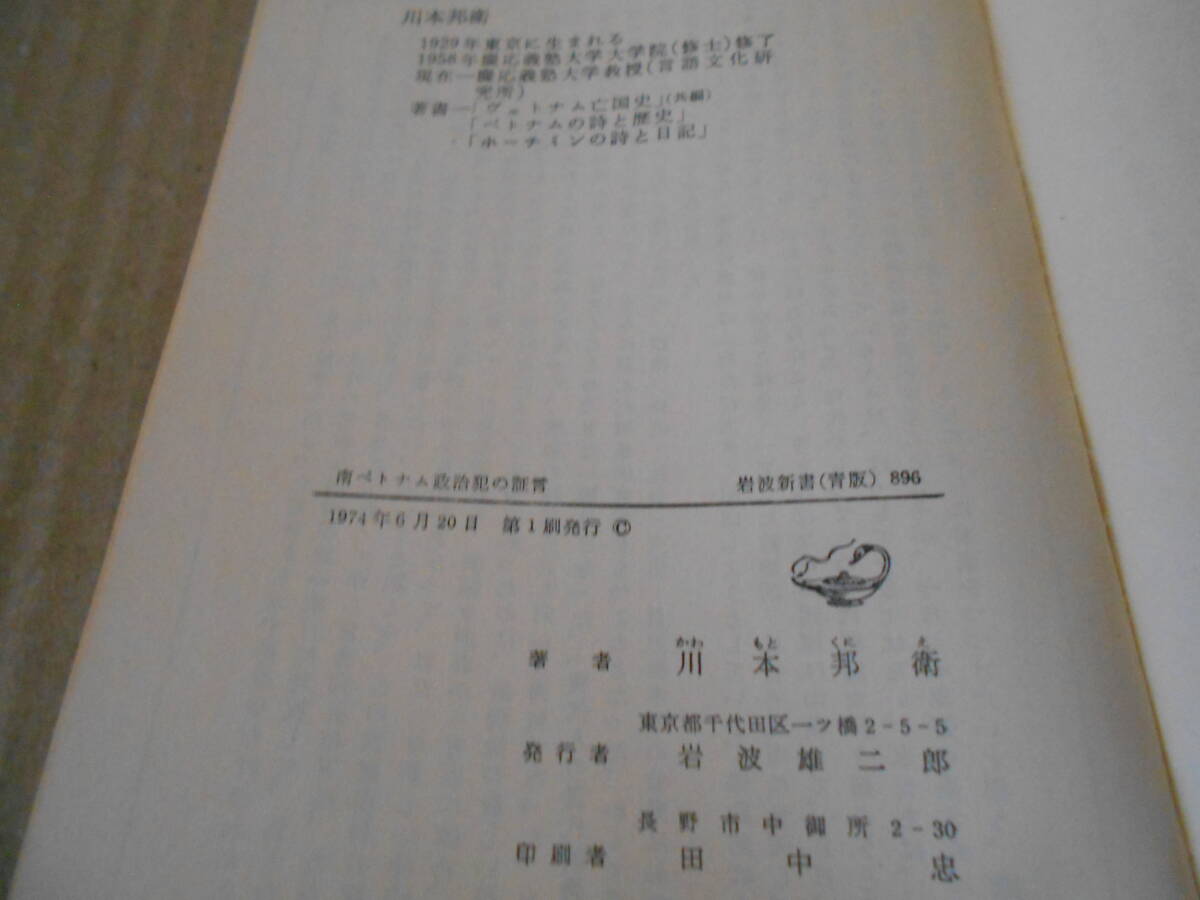 川本邦衛
1929年東京に生まれる
1958年慶応義塾大学大学院(修士)修了
現在―慶応義塾大学教授(言語文化研
究所)
著書―「ヴェトナム亡国史」(共編)
「ベトナムの詩と歴史」
「ホーチミンの詩と日記」
南ベトナム政治犯の証言 岩波新書(青版) 896
1974年6月20日 第1刷発行 ©
かわ もと くに え
著者 川本邦衛
東京都千代田区一ツ橋2-5-5
発行者 岩波雄二郎
長野市中御所2-30
印刷者 田中忠